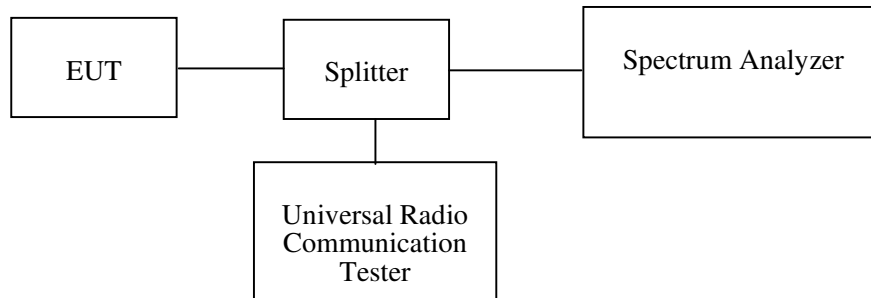 EUT
Splitter
Spectrum Analyzer
Universal Radio
Communication
Tester